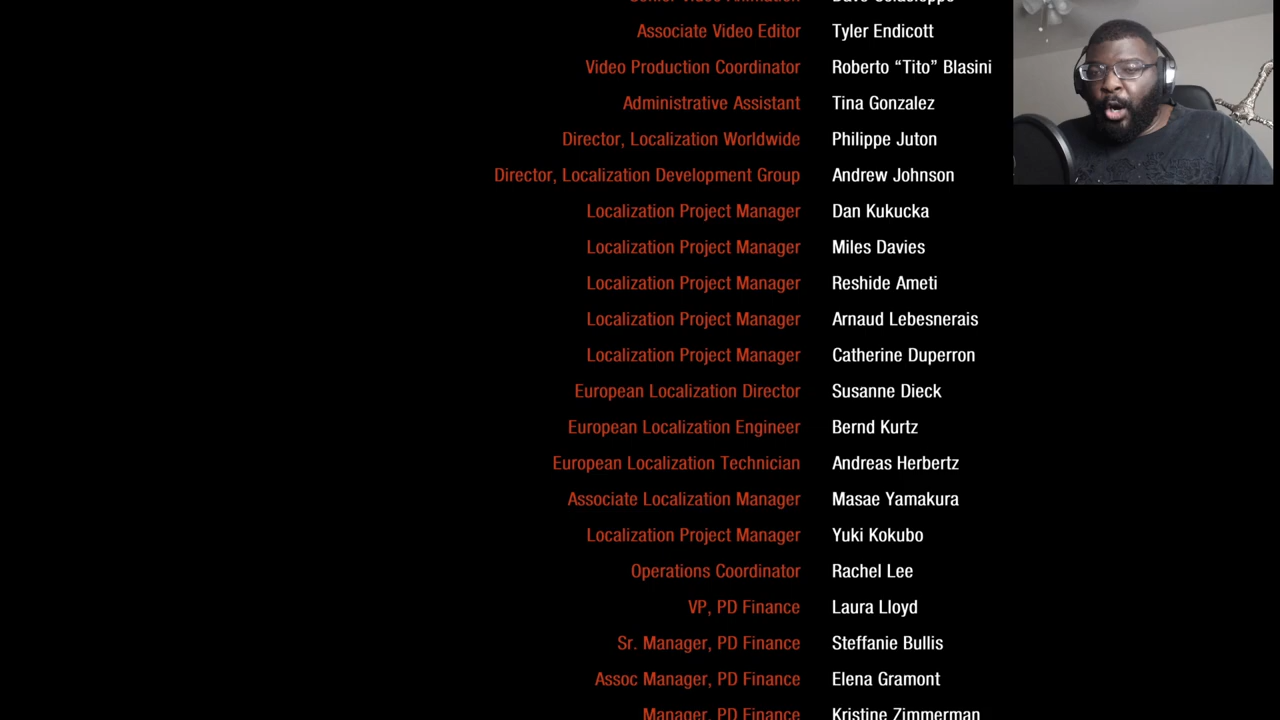 Associate Video Editor Tyler Endicott
Video Production Coordinator Roberto “Tito” Blasini
Administrative Assistant Tina Gonzalez
Director, Localization Worldwide Philippe Juton
Director, Localization Development Group Andrew Johnson
Localization Project Manager Dan Kukucka
Localization Project Manager Miles Davies
Localization Project Manager Reshide Ameti
Localization Project Manager Arnaud Lebesnerais
Localization Project Manager Catherine Duperron
European Localization Director Susanne Dieck
European Localization Engineer Bernd Kurtz
European Localization Technician Andreas Herbertz
Associate Localization Manager Masae Yamakura
Localization Project Manager Yuki Kokubo
Operations Coordinator Rachel Lee
VP, PD Finance Laura Lloyd
Sr. Manager, PD Finance Steffanie Bullis
Assoc Manager, PD Finance Elena Gramont
Manager, PD Finance Kristine Zimmerman